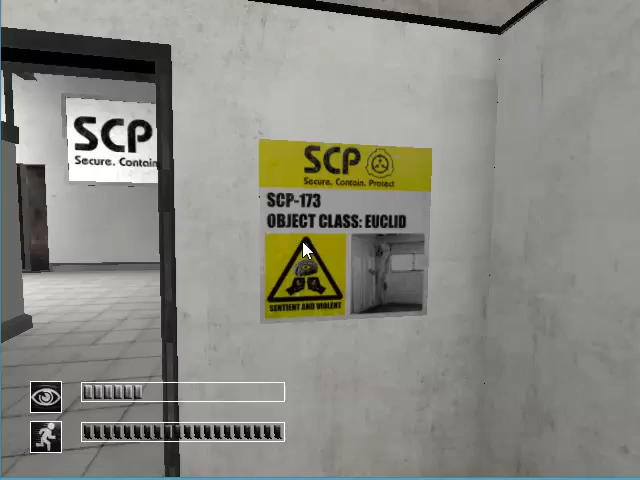 SCP
Secure. Contain
SCP
Secure. Contain. Protect
SCP-173
OBJECT CLASS: EUCLID
SENTIENT AND VIOLENT